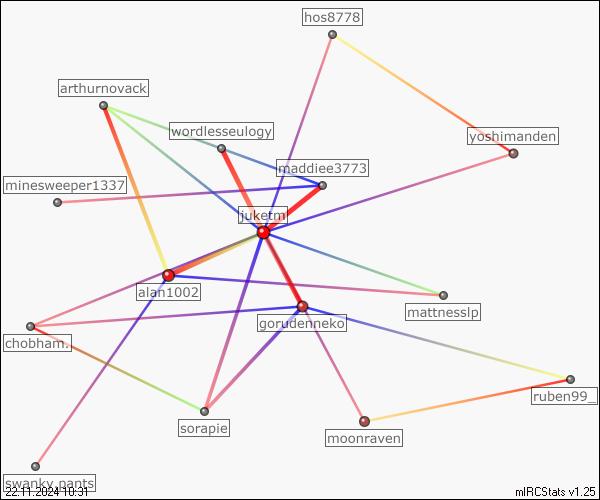 hos8778
arthurnovack
wordlesseulogy
yoshimanden
maddiee3773
minesweeper1337
juketm
alan1002
mattnesslp
gorudenneko
chobham.
ruben99_
sorapie
moonraven
swanky.pants
22.11.2024 10:31
mIRCStats v1.25